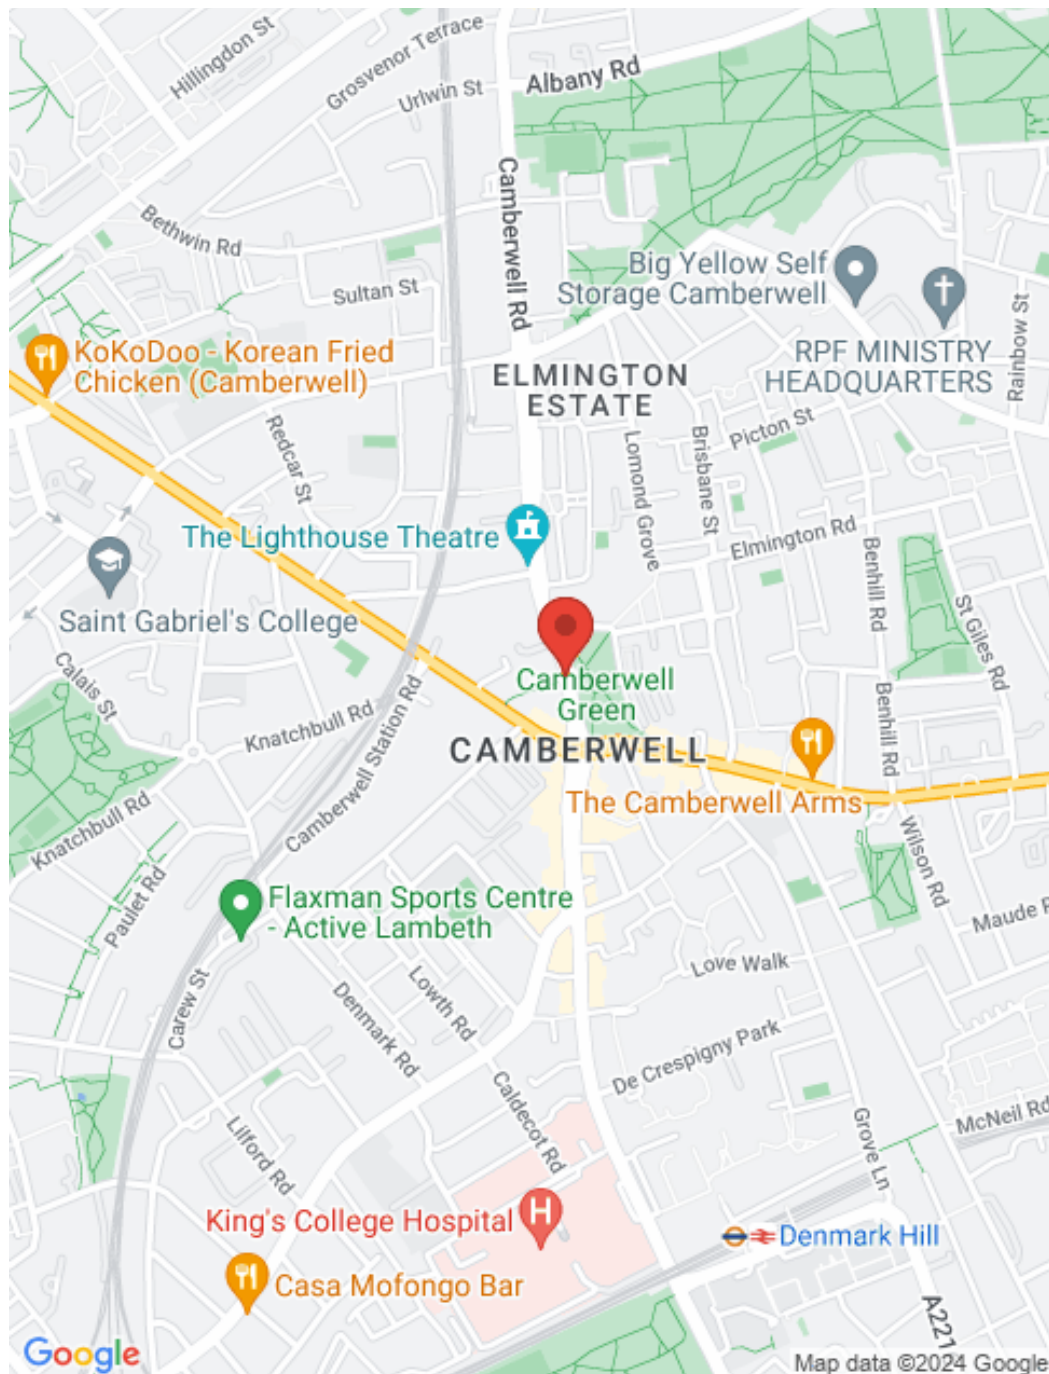 Hillingdon St
Grosvenor Terrace
Urlwin St
Albany Rd
Camberwell Rd
Bethwin Rd
Sultan St
Big Yellow Self
Storage Camberwell
RPF MINISTRY
HEADQUARTERS
Rainbow St
KoKoDoo - Korean Fried
Chicken (Camberwell)
ELMINGTON
ESTATE
Redcar St
Lomond Grove
Brisbane St
Picton St
The Lighthouse Theatre
Elmington Rd
Benhill Rd
St Giles Rd
Saint Gabriel's College
Calais St
Knatchbull Rd
Camberwell Station Rd
Camberwell
Green
Benhill Rd
CAMBERWELL
The Camberwell Arms
Knatchbull Rd
Paulet Rd
Wilson Rd
Flaxman Sports Centre
- Active Lambeth
Maude R
Love Walk
Carew St
Denmark Rd
Lowth Rd
De Crespigny Park
Caldecot Rd
McNeil Rd
Grove Ln
Lilford Rd
King's College Hospital
H
Denmark Hill
Casa Mofongo Bar
A221
Google
Map data ©2024 Google